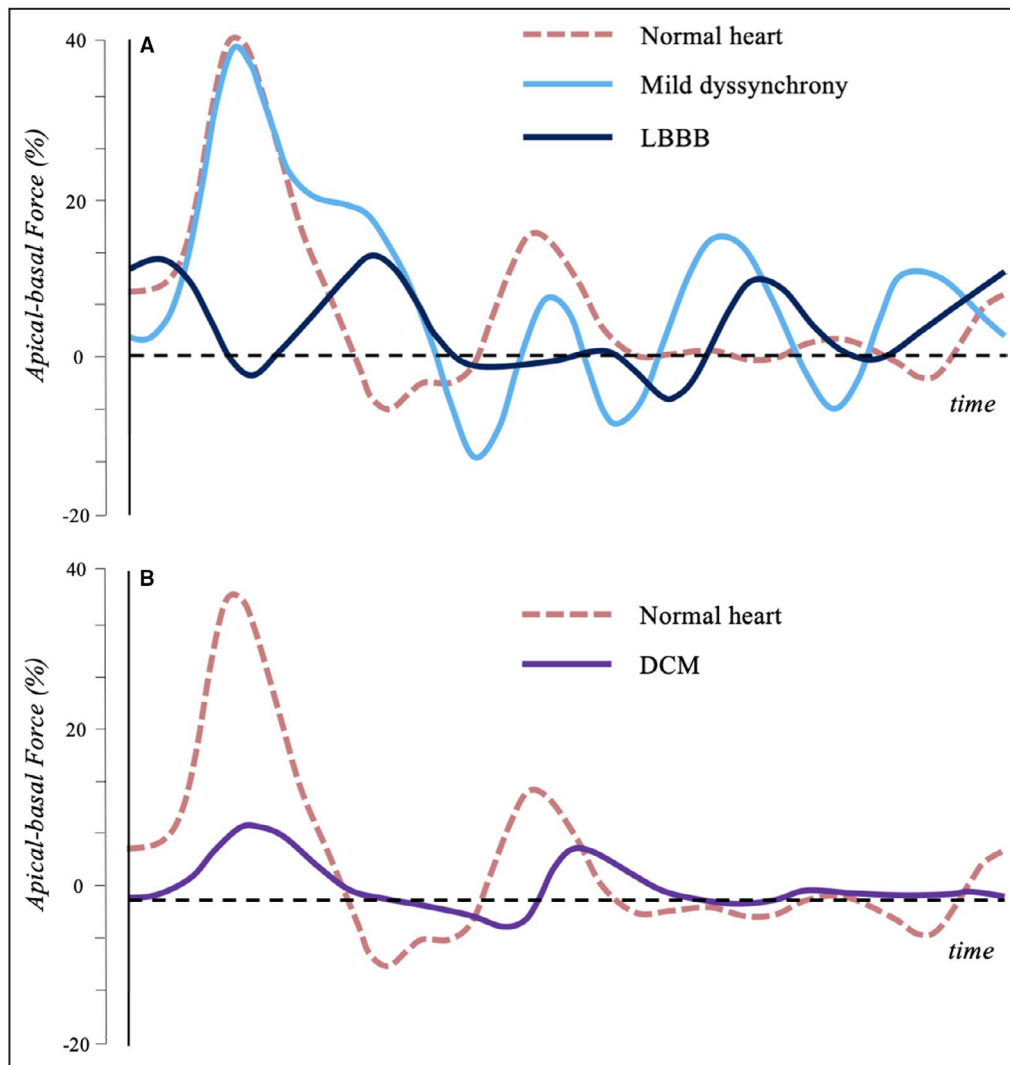 A
40
20
0
-20
Apical-basal Force (%)
Normal heart
Mild dyssynchrony
LBBB
time
B
40
20
0
-20
Apical-basal Force (%)
Normal heart
DCM
time